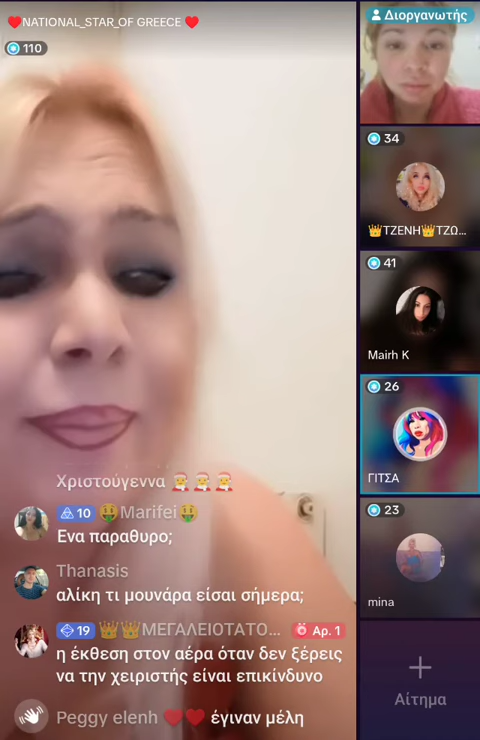 ❤️NATIONAL_STAR_OF GREECE ❤️
110
Διοργανωτής
34
👑ΤΖΕΝΗ👑ΤΖΩ...
41
Mairh K
26
ΓΙΤΣΑ
23
mina
Αίτημα
Χριστούγεννα 🎅🎅🎅
10 🤑Marifei🤑
Ενα παραθυρο;
Thanasis
αλίκη τι μουνάρα είσαι σήμερα;
19 👑👑ΜΕΓΑΛΕΙΟΤΑΤΟ... Αρ. 1
η έκθεση στον αέρα όταν δεν ξέρεις
να την χειριστής είναι επικίνδυνο
Peggy elenh ❤️❤️ έγιναν μέλη